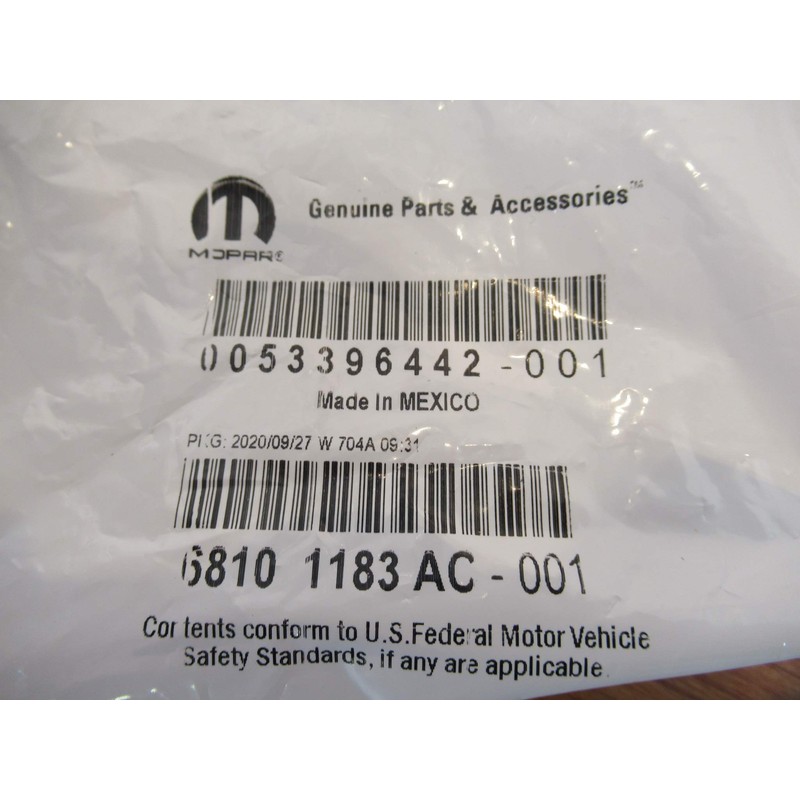 Genuine Parts & Accessories™
MOPAR®
0053396442-001
Made In MEXICO
PKG: 2020/09/27 W 704A 09:31
6810 1183 AC - 001
Contents conform to U.S. Federal Motor Vehicle
Safety Standards, if any are applicable.